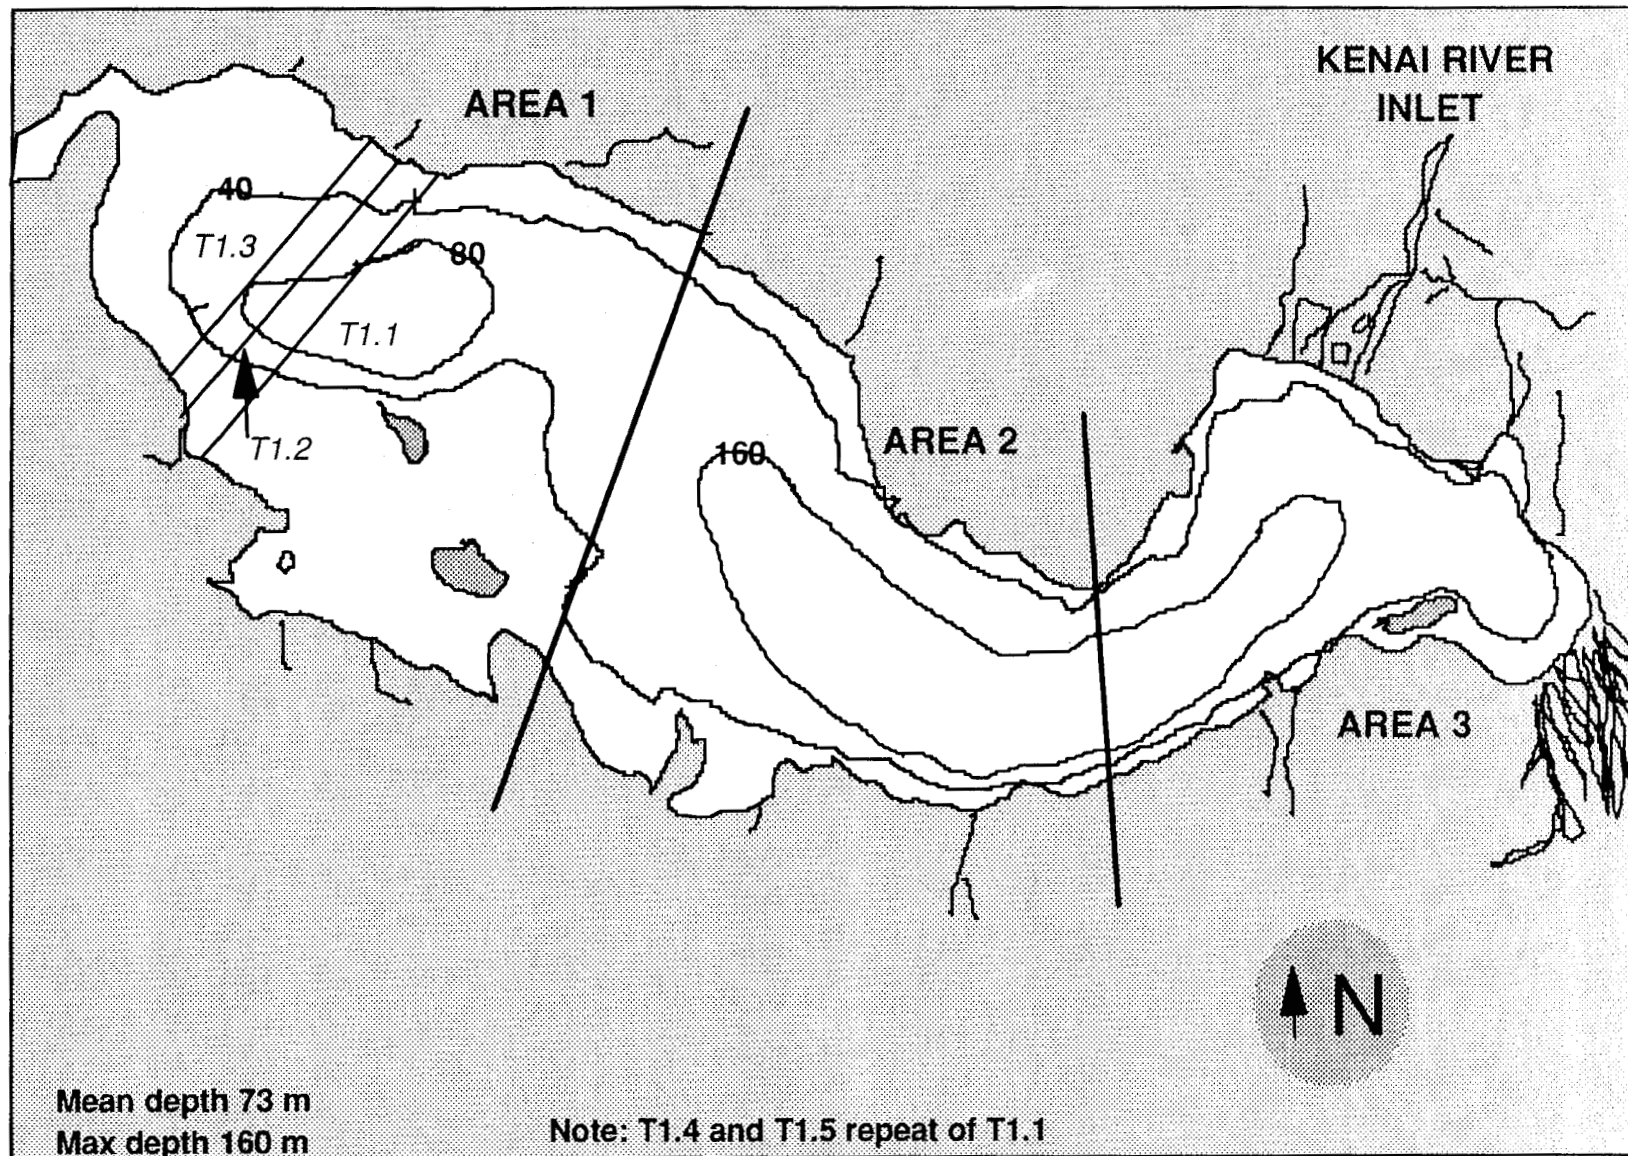 KENAI RIVER
INLET
AREA 1
40
T1.3
80
T1.1
T1.2
160
AREA 2
AREA 3
N
Mean depth 73 m
Max depth 160 m
Note: T1.4 and T1.5 repeat of T1.1